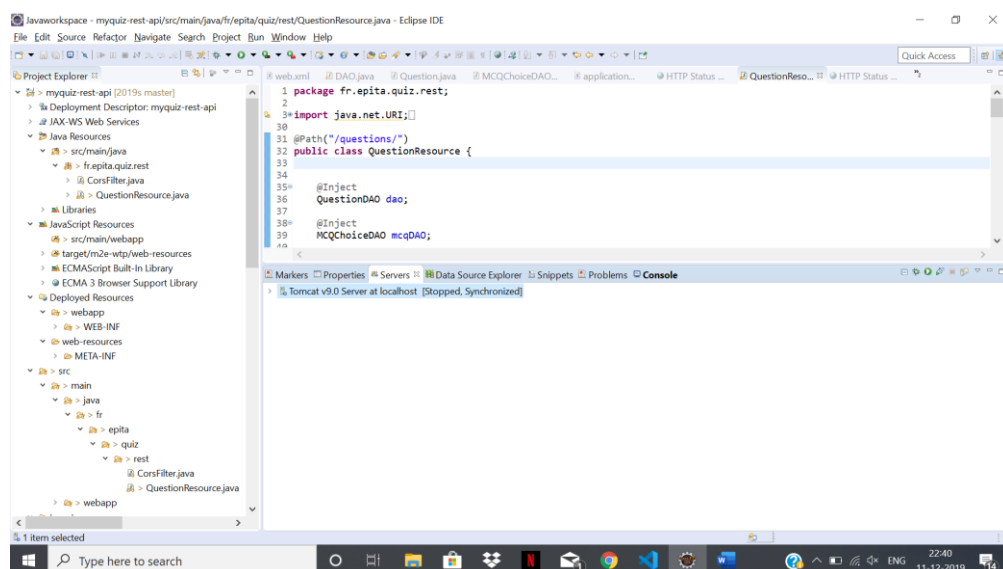 Javaworkspace - myquiz-rest-api/src/main/java/fr/epita/quiz/rest/QuestionResource.java - Eclipse IDE
File Edit Source Refactor Navigate Search Project Run Window Help
Quick Access
Project Explorer
web.xml DAO.java Question.java MCQChoiceDAO... application... HTTP Status ... QuestionReso... HTTP Status ...
> myquiz-rest-api [2019s master]
Deployment Descriptor: myquiz-rest-api
JAX-WS Web Services
Java Resources
> src/main/java
> fr.epita.quiz.rest
CorsFilter.java
> QuestionResource.java
Libraries
JavaScript Resources
> src/main/webapp
> target/m2e-wtp/web-resources
> ECMAScript Built-In Library
> ECMA 3 Browser Support Library
Deployed Resources
> webapp
> WEB-INF
web-resources
META-INF
> src
> main
> java
> fr
> epita
> quiz
> rest
CorsFilter.java
> QuestionResource.java
> webapp
1 package fr.epita.quiz.rest;
2
3 import java.net.URI;
30
31 @Path("/questions/")
32 public class QuestionResource {
33
34
35 @Inject
36 QuestionDAO dao;
37
38 @Inject
39 MCQChoiceDAO mcqDAO;
40
Markers Properties Servers Data Source Explorer Snippets Problems Console
Tomcat v9.0 Server at localhost [Stopped, Synchronized]
1 item selected
Type here to search
ENG
22:40
11-12-2019
14